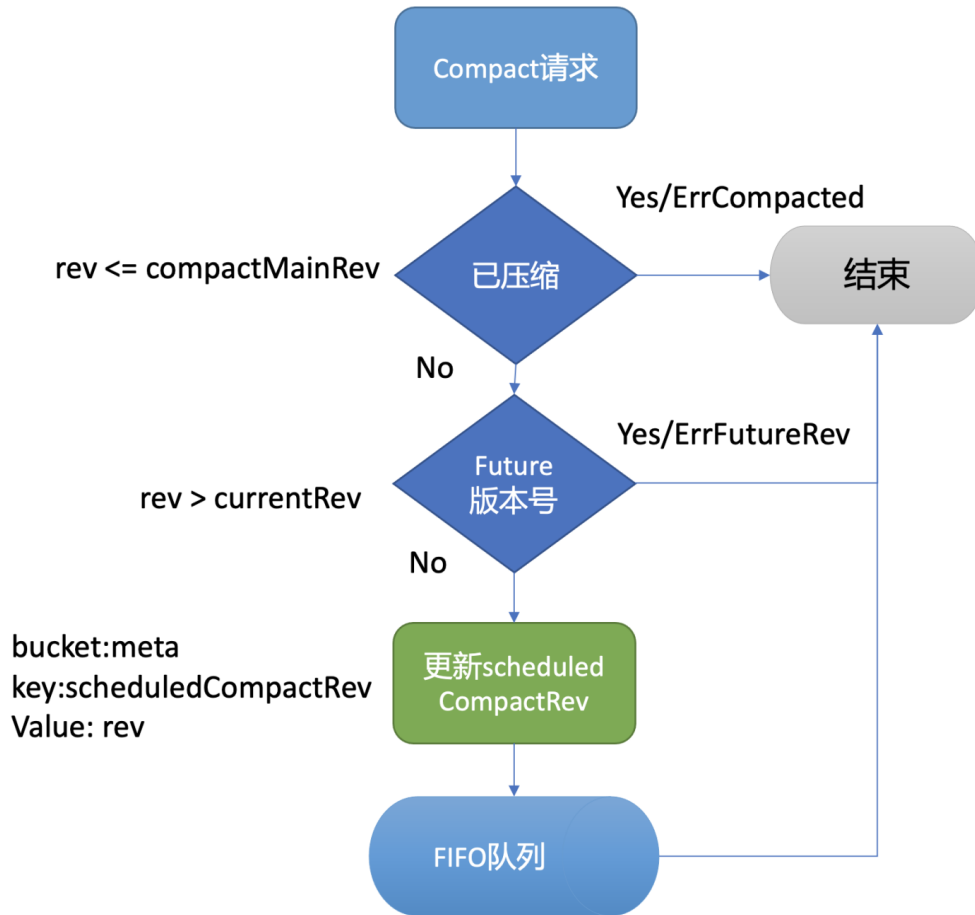 Compact请求
Yes/ErrCompacted
rev <= compactMainRev
已压缩
结束
No
Yes/ErrFutureRev
Future
版本号
rev > currentRev
No
bucket:meta
key:scheduledCompactRev
Value: rev
更新scheduled
CompactRev
FIFO队列